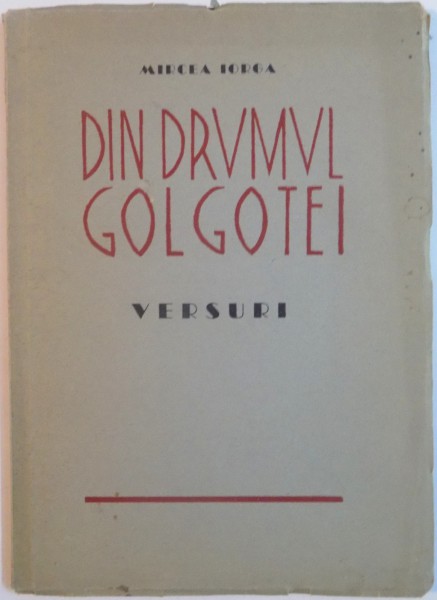 MIRCEA IORGA
DIN DRVMVL
GOLGOTEI
VERSURI